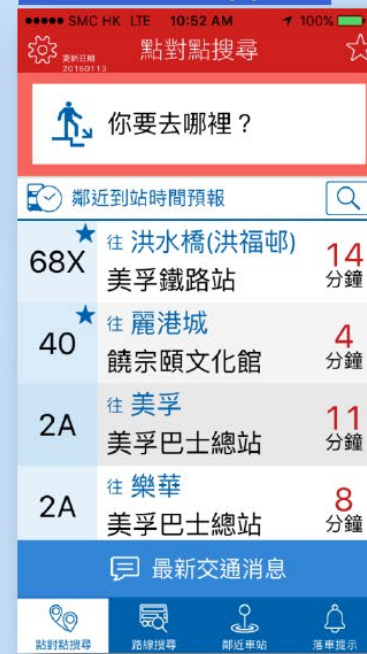 SMC HK LTE 10:52 AM 100%
更新日期
20160113
點對點搜尋
你要去哪裡？
鄰近到站時間預報
68X 往 洪水橋(洪福邨) 14
美孚鐵路站 分鐘
40 往 麗港城 4
饒宗頤文化館 分鐘
2A 往 美孚 11
美孚巴士總站 分鐘
2A 往 樂華 8
美孚巴士總站 分鐘
最新交通消息
點對點搜尋 路線搜尋 鄰近車站 落車提示